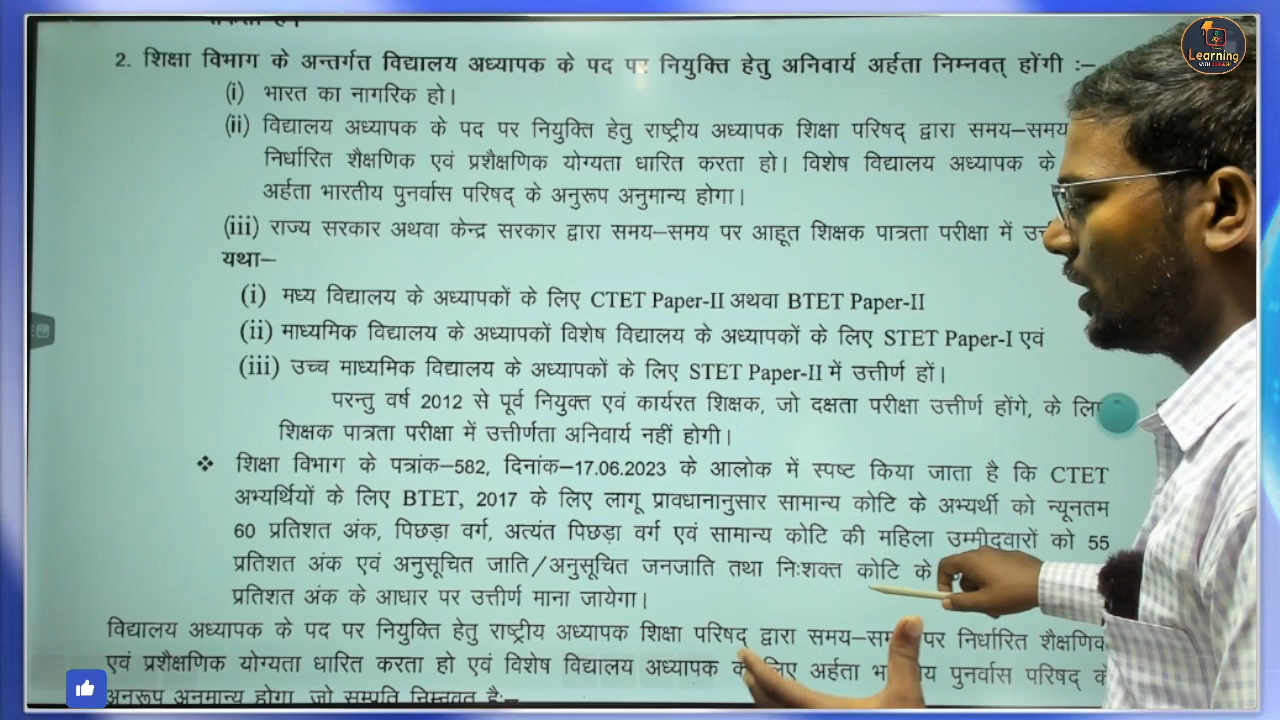 2. शिक्षा विभाग के अन्तर्गत विद्यालय अध्यापक के पद पर नियुक्ति हेतु अनिवार्य अर्हता निम्नवत् होंगी :–
(i) भारत का नागरिक हो।
(ii) विद्यालय अध्यापक के पद पर नियुक्ति हेतु राष्ट्रीय अध्यापक शिक्षा परिषद् द्वारा समय–समय
निर्धारित शैक्षणिक एवं प्रशैक्षणिक योग्यता धारित करता हो। विशेष विद्यालय अध्यापक के
अर्हता भारतीय पुनर्वास परिषद् के अनुरूप अनुमान्य होगा।
(iii) राज्य सरकार अथवा केन्द्र सरकार द्वारा समय–समय पर आहूत शिक्षक पात्रता परीक्षा में
यथा–
(i) मध्य विद्यालय के अध्यापकों के लिए CTET Paper-II अथवा BTET Paper-II
(ii) माध्यमिक विद्यालय के अध्यापकों विशेष विद्यालय के अध्यापकों के लिए STET Paper-I एवं
(iii) उच्च माध्यमिक विद्यालय के अध्यापकों के लिए STET Paper-II में उत्तीर्ण हों।
परन्तु वर्ष 2012 से पूर्व नियुक्त एवं कार्यरत शिक्षक, जो दक्षता परीक्षा उत्तीर्ण होंगे, के लिए
शिक्षक पात्रता परीक्षा में उत्तीर्णता अनिवार्य नहीं होगी।
❖ शिक्षा विभाग के पत्रांक–582, दिनांक–17.06.2023 के आलोक में स्पष्ट किया जाता है कि CTET
अभ्यर्थियों के लिए BTET, 2017 के लिए लागू प्रावधानानुसार सामान्य कोटि के अभ्यर्थी को न्यूनतम
60 प्रतिशत अंक, पिछड़ा वर्ग, अत्यंत पिछड़ा वर्ग एवं सामान्य कोटि की महिला उम्मीदवारों को 55
प्रतिशत अंक एवं अनुसूचित जाति/अनुसूचित जनजाति तथा निःशक्त कोटि के
प्रतिशत अंक के आधार पर उत्तीर्ण माना जायेगा।
विद्यालय अध्यापक के पद पर नियुक्ति हेतु राष्ट्रीय अध्यापक शिक्षा परिषद् द्वारा समय–समय पर निर्धारित शैक्षणिक
एवं प्रशैक्षणिक योग्यता धारित करता हो एवं विशेष विद्यालय अध्यापक के लिए अर्हता भारतीय पुनर्वास परिषद् के
अनुरूप अनुमान्य होगा, जो सम्प्रति निम्नवत् है:–
Learning